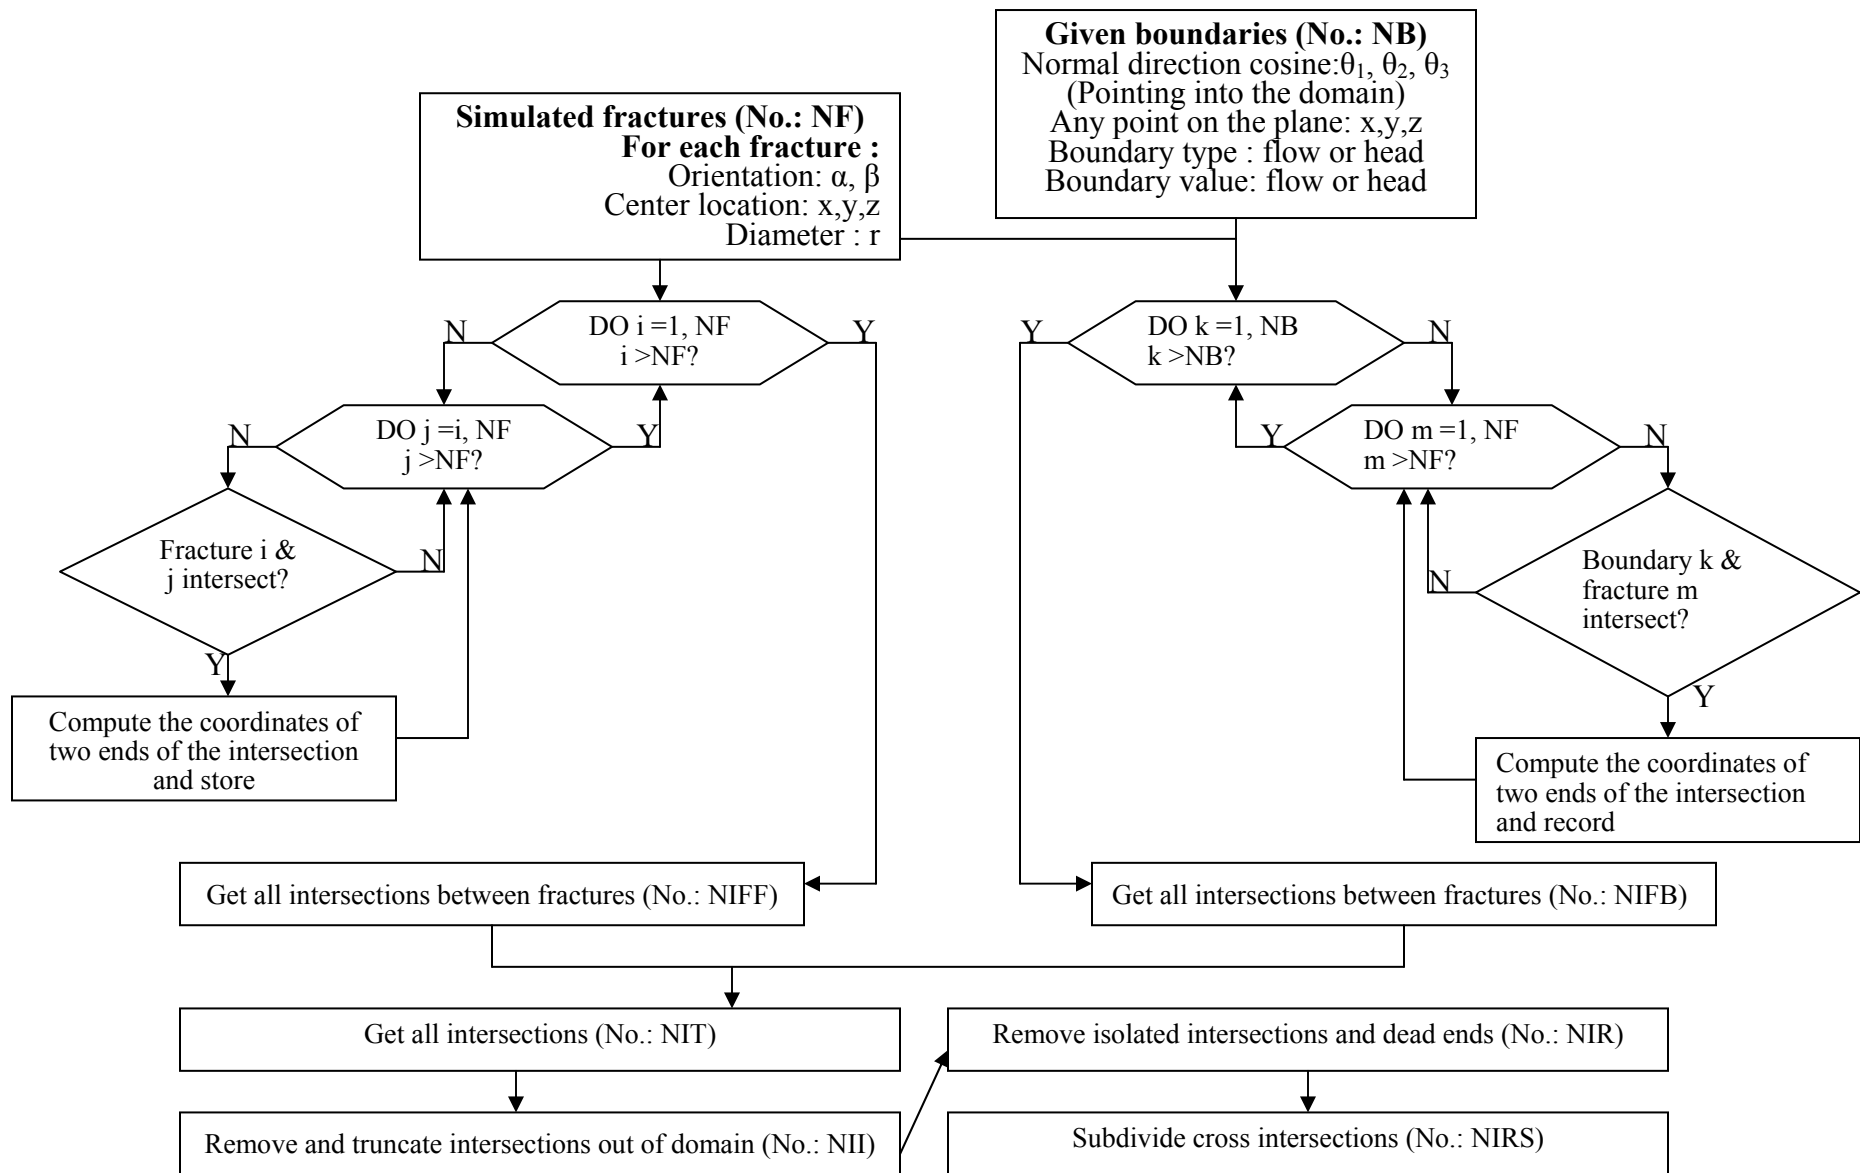 Given boundaries (No.: NB)
Normal direction cosine:θ₁, θ₂, θ₃
(Pointing into the domain)
Any point on the plane: x,y,z
Boundary type : flow or head
Boundary value: flow or head
Simulated fractures (No.: NF)
For each fracture :
Orientation: α, β
Center location: x,y,z
Diameter : r
N
DO i =1, NF
i >NF?
Y
Y
DO k =1, NB
k >NB?
N
N
DO j =i, NF
j >NF?
Y
Y
DO m =1, NF
m >NF?
N
Fracture i &
j intersect?
N
Y
N
Boundary k &
fracture m
intersect?
Y
Compute the coordinates of
two ends of the intersection
and store
Compute the coordinates of
two ends of the intersection
and record
Get all intersections between fractures (No.: NIFF)
Get all intersections between fractures (No.: NIFB)
Get all intersections (No.: NIT)
Remove isolated intersections and dead ends (No.: NIR)
Remove and truncate intersections out of domain (No.: NII)
Subdivide cross intersections (No.: NIRS)